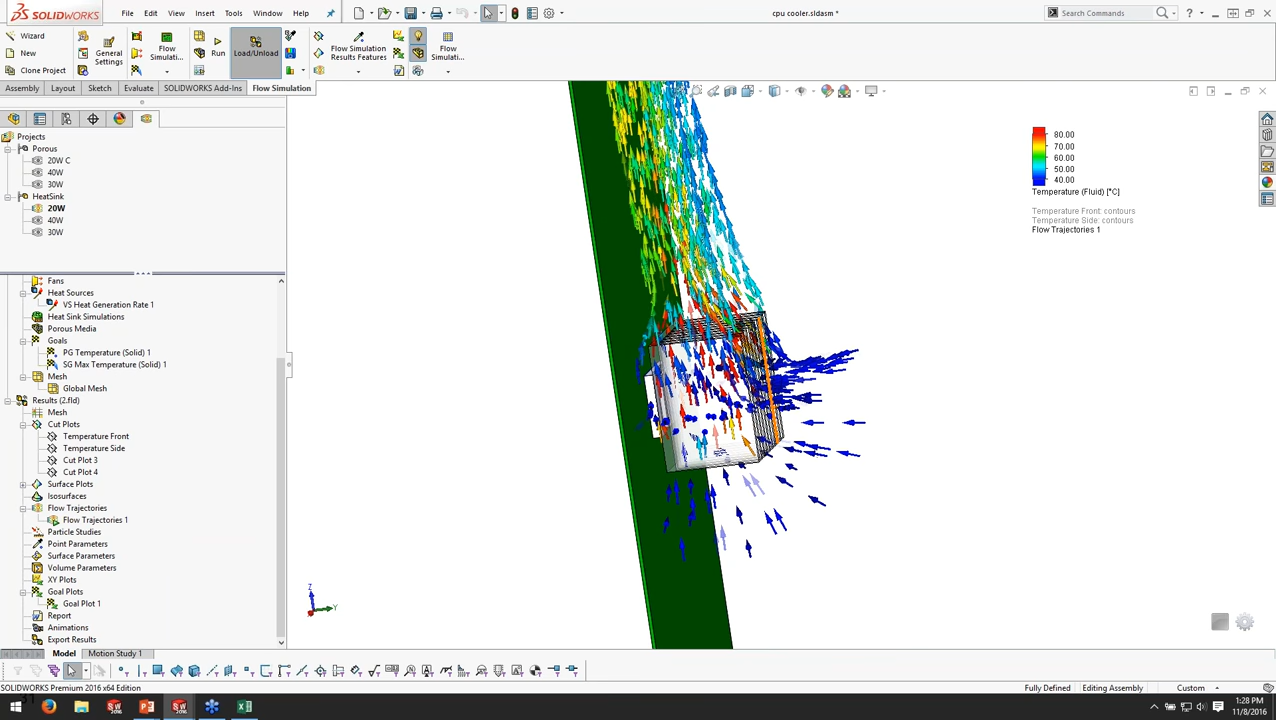 SOLIDWORKS
File Edit View Insert Tools Window Help
cpu cooler.sldasm *
Search Commands
Wizard
New
Clone Project
General Settings
Flow Simulati...
Run
Load/Unload
Flow Simulation Results Features
Flow Simulati...
Assembly Layout Sketch Evaluate SOLIDWORKS Add-Ins Flow Simulation
Projects
Porous
20W C
40W
30W
HeatSink
20W
40W
30W
Fans
Heat Sources
VS Heat Generation Rate 1
Heat Sink Simulations
Porous Media
Goals
PG Temperature (Solid) 1
SG Max Temperature (Solid) 1
Mesh
Global Mesh
Results (2.fld)
Mesh
Cut Plots
Temperature Front
Temperature Side
Cut Plot 3
Cut Plot 4
Surface Plots
Isosurfaces
Flow Trajectories
Flow Trajectories 1
Particle Studies
Point Parameters
Surface Parameters
Volume Parameters
XY Plots
Goal Plots
Goal Plot 1
Report
Animations
Export Results
80.00
70.00
60.00
50.00
40.00
Temperature (Fluid) [°C]
Temperature Front: contours
Temperature Side: contours
Flow Trajectories 1
Z
Y
Model Motion Study 1
SOLIDWORKS Premium 2016 x64 Edition
Fully Defined Editing Assembly Custom
1:28 PM
11/8/2016